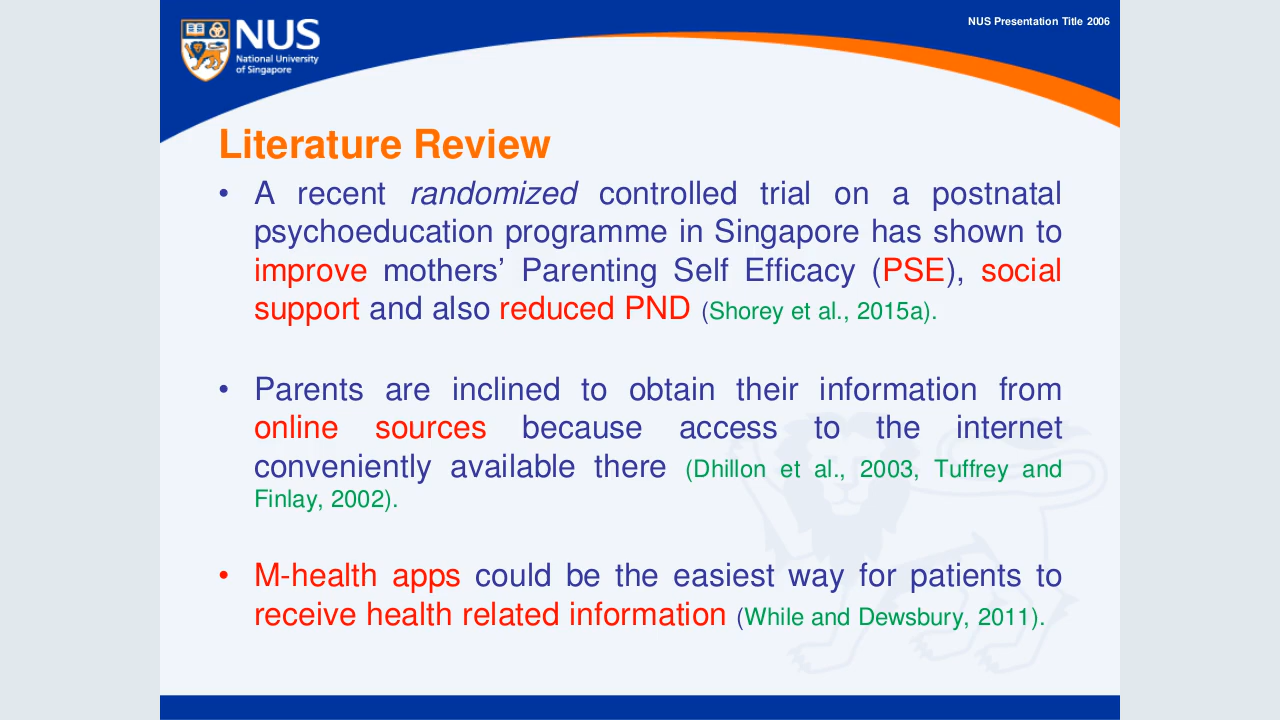 NUS Presentation Title 2006
NUS
National University
of Singapore
Literature Review
• A recent randomized controlled trial on a postnatal
psychoeducation programme in Singapore has shown to
improve mothers’ Parenting Self Efficacy (PSE), social
support and also reduced PND (Shorey et al., 2015a).
• Parents are inclined to obtain their information from
online sources because access to the internet
conveniently available there (Dhillon et al., 2003, Tuffrey and
Finlay, 2002).
• M-health apps could be the easiest way for patients to
receive health related information (While and Dewsbury, 2011).